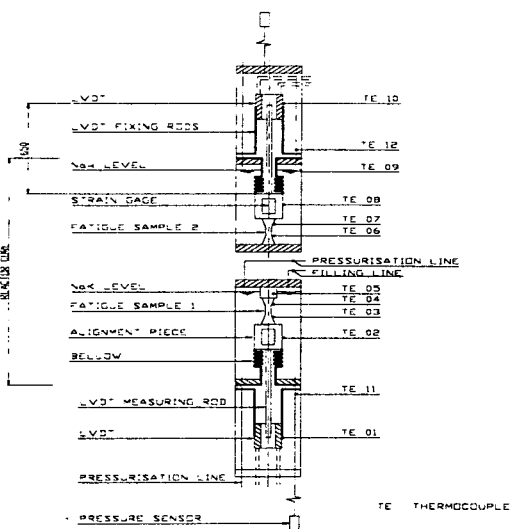 LVDT
TE 10
LVDT FIXING RODS
TE 12
NaK LEVEL
TE 09
STRAIN GAGE
TE 08
TE 07
FATIGUE SAMPLE 2
TE 06
PRESSURISATION LINE
FILLING LINE
NaK LEVEL
TE 05
TE 04
FATIGUE SAMPLE 1
TE 03
ALIGNMENT PIECE
TE 02
BELLOW
TE 11
LVDT MEASURING ROD
LVDT
TE 01
PRESSURISATION LINE
TE THERMOCOUPLE
PRESSURE SENSOR